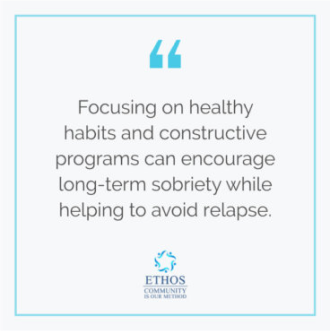 “
Focusing on healthy
habits and constructive
programs can encourage
long-term sobriety while
helping to avoid relapse.
ETHOS
COMMUNITY
IS OUR METHOD